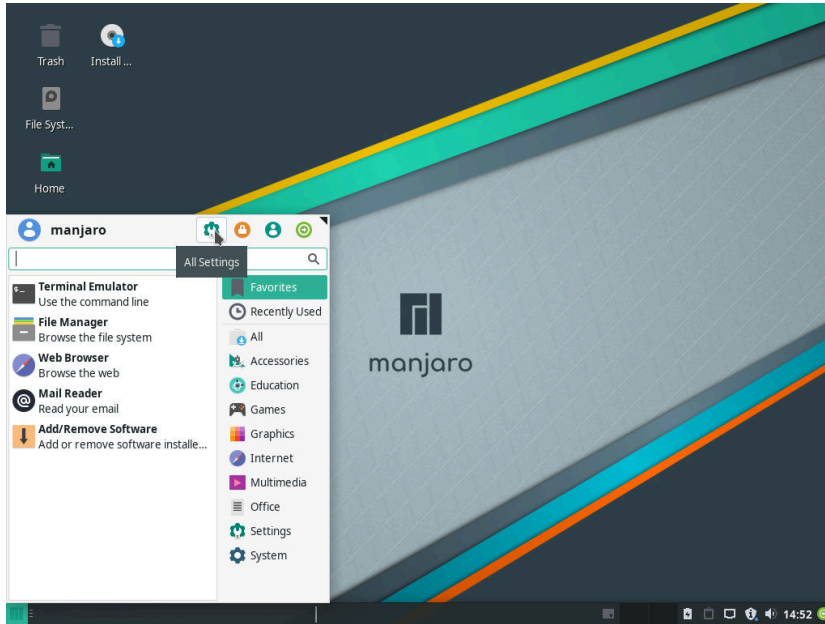 Trash
Install ...
File Syst...
Home
manjaro
All Settings
Terminal Emulator
Use the command line
File Manager
Browse the file system
Web Browser
Browse the web
Mail Reader
Read your email
Add/Remove Software
Add or remove software installe...
Favorites
Recently Used
All
Accessories
Education
Games
Graphics
Internet
Multimedia
Office
Settings
System
manjaro
14:52